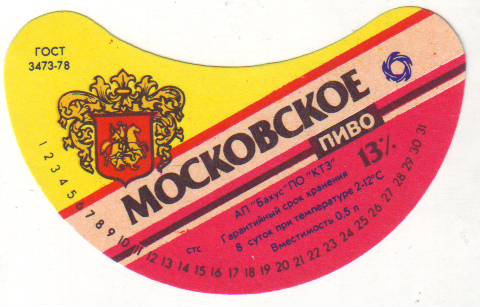 ГОСТ
3473-78
МОСКОВСКОЕ
ПИВО
13%
АП "Бахус" ПО "КТЗ"
Гарантийный срок хранения
8 суток при температуре 2-12°С
Вместимость 0,5 л
стс
1 2 3 4 5 6 7 8 9 10 11 12 13 14 15 16 17 18 19 20 21 22 23 24 25 26 27 28 29 30 31